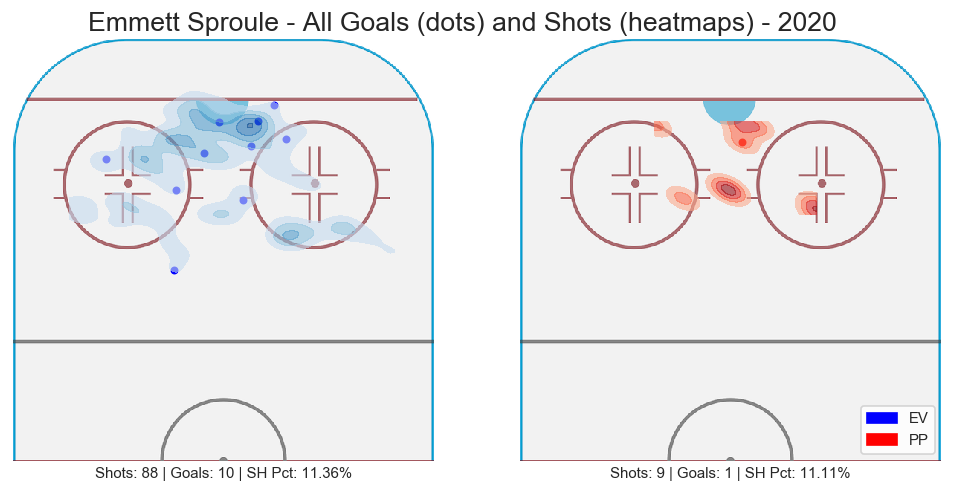 Emmett Sproule - All Goals (dots) and Shots (heatmaps) - 2020
EV
PP
Shots: 88 | Goals: 10 | SH Pct: 11.36%
Shots: 9 | Goals: 1 | SH Pct: 11.11%